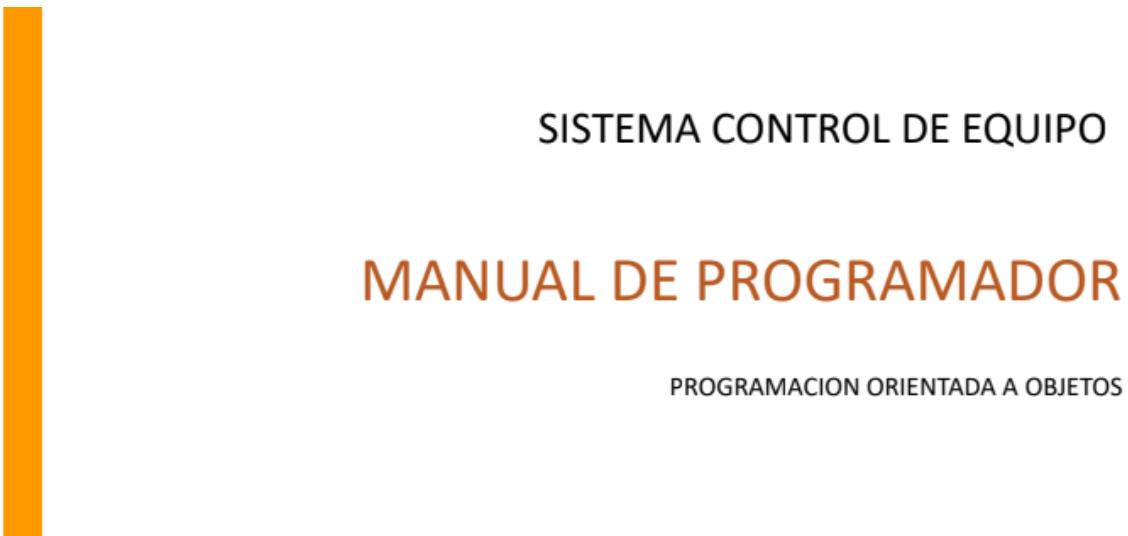 SISTEMA CONTROL DE EQUIPO
MANUAL DE PROGRAMADOR
PROGRAMACION ORIENTADA A OBJETOS